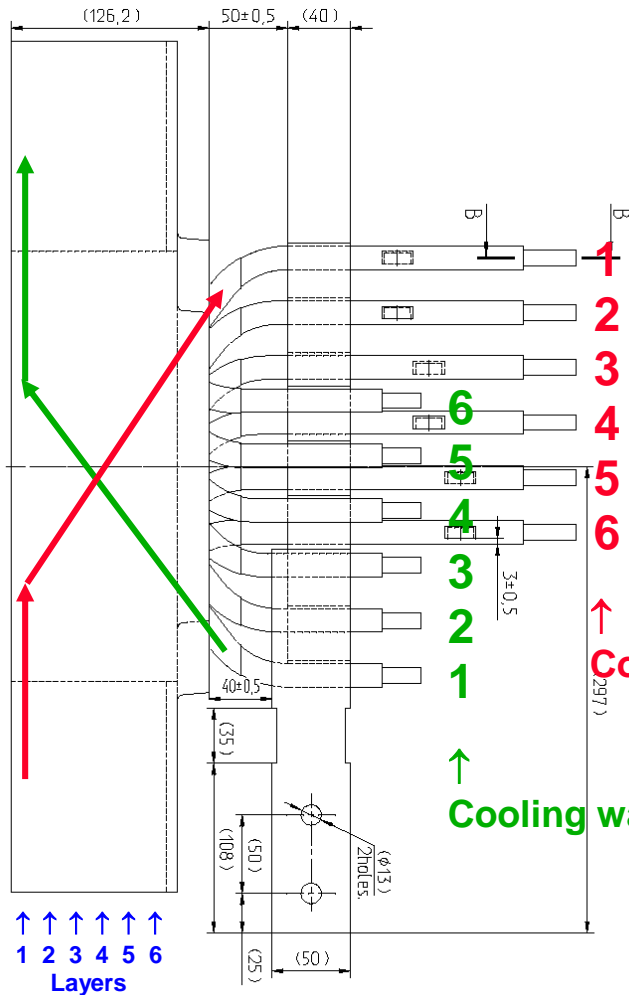 (126,2) 50±0,5 (40)
B B
1
2
3
6
4
5
5
4
6
3
3±0,5
2
↑
1
Co
40±0,5
(297)
(35)
↑
Cooling wa
(108)
(50)
(φ13)
2holes.
(25)
(50)
↑ ↑ ↑ ↑ ↑ ↑
1 2 3 4 5 6
Layers